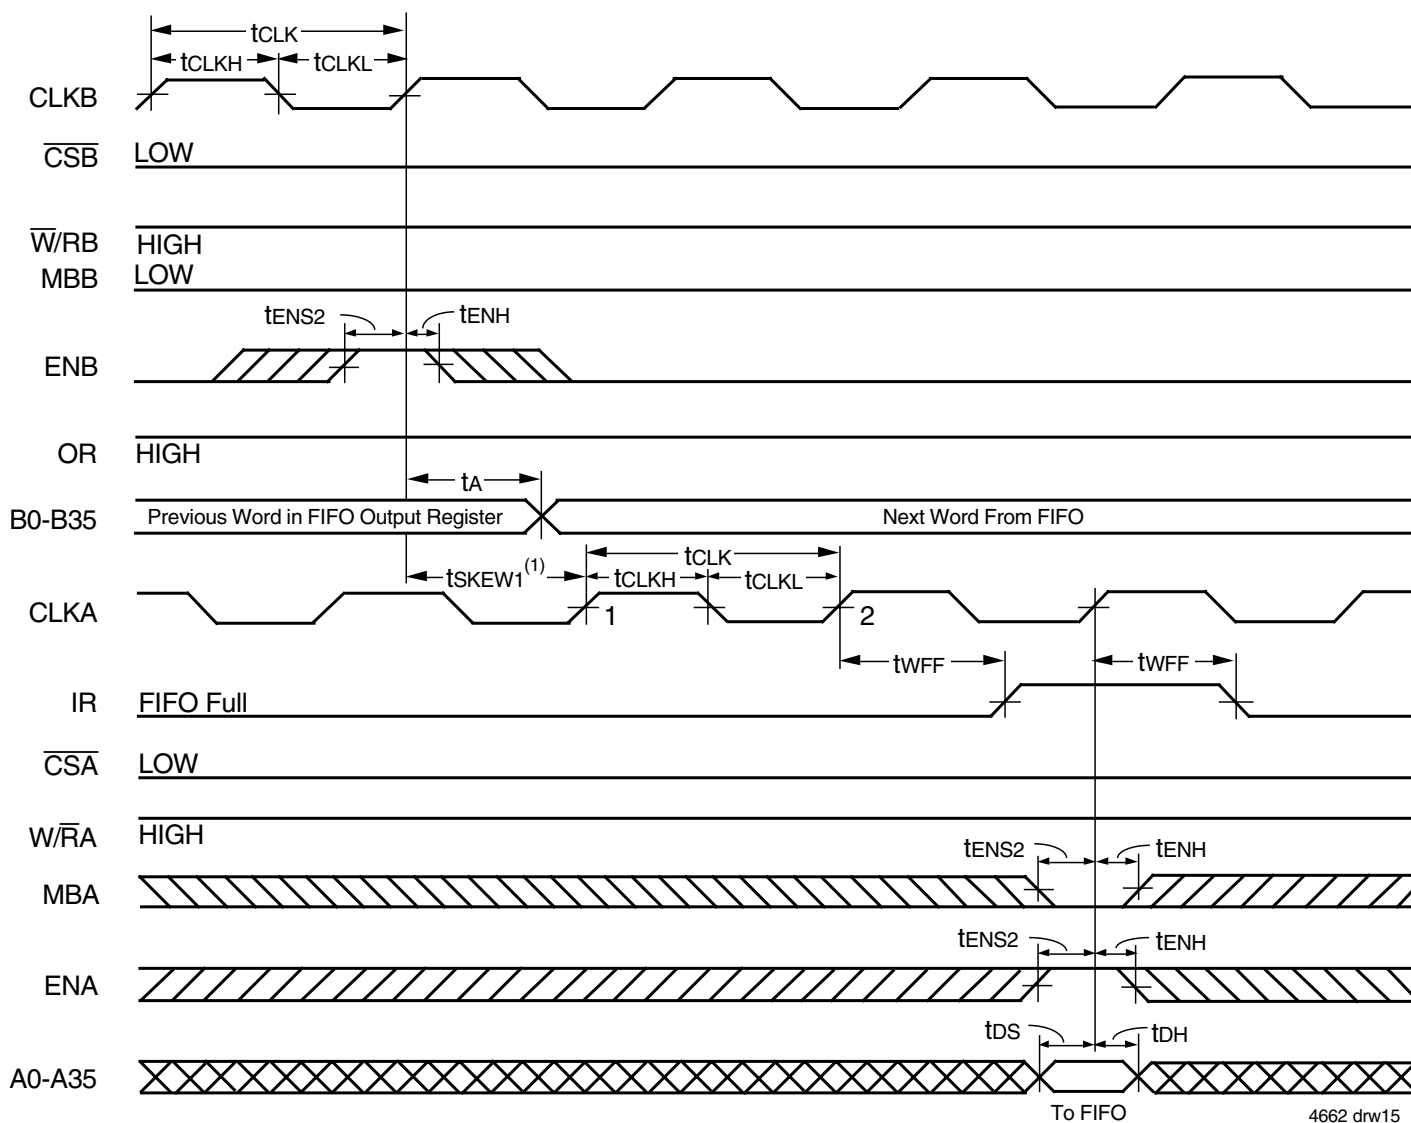 tCLK
tCLKH tCLKL
CLKB
CSB LOW
W/RB HIGH
MBB LOW
tENS2 tENH
ENB
OR HIGH
tA
B0-B35 Previous Word in FIFO Output Register Next Word From FIFO
tCLK
tSKEW1(1) tCLKH tCLKL
CLKA 1 2
tWFF tWFF
IR FIFO Full
CSA LOW
W/RA HIGH
tENS2 tENH
MBA
tENS2 tENH
ENA
tDS tDH
A0-A35
To FIFO
4662 drw15